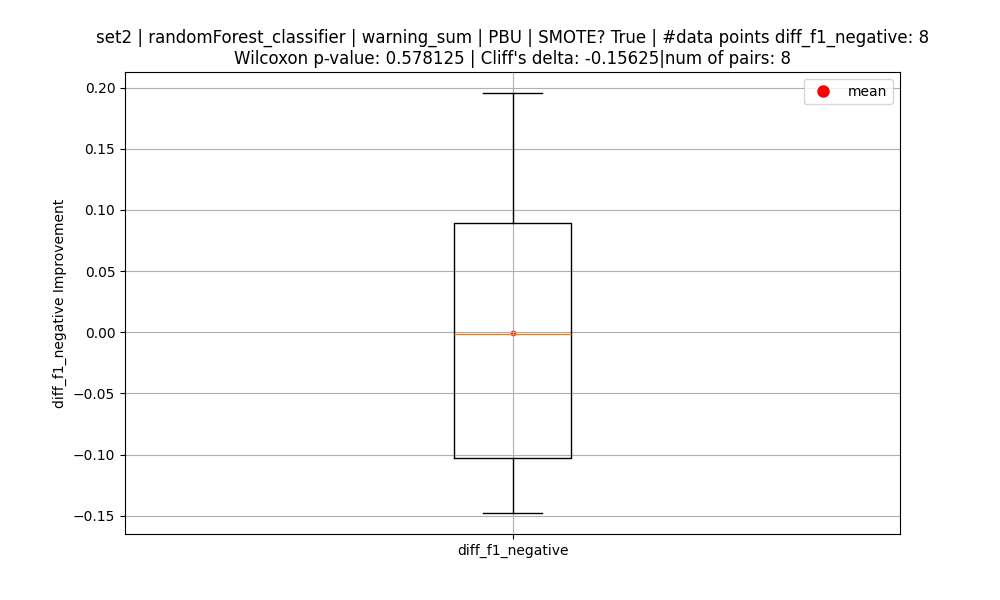 set2 | randomForest_classifier | warning_sum | PBU | SMOTE? True | #data points diff_f1_negative: 8
Wilcoxon p-value: 0.578125 | Cliff's delta: -0.15625|num of pairs: 8
mean
0.20
0.15
0.10
0.05
0.00
−0.05
−0.10
−0.15
diff_f1_negative Improvement
diff_f1_negative